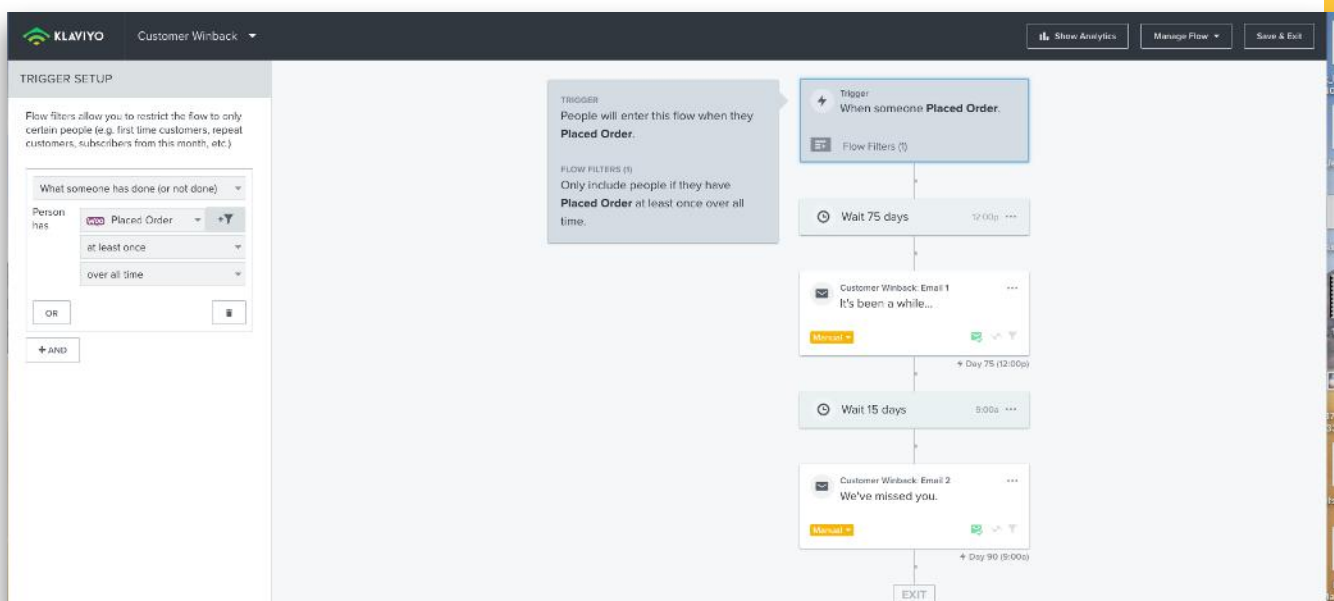 KLAVIYO
Customer Winback
Show Analytics
Manage Flow
Save & Exit
TRIGGER SETUP
Flow filters allow you to restrict the flow to only
certain people (e.g. first time customers, repeat
customers, subscribers from this month, etc.)
What someone has done (or not done)
Person
has
Woo Placed Order
at least once
over all time
OR
+ AND
TRIGGER
People will enter this flow when they
Placed Order.
FLOW FILTERS (1)
Only include people if they have
Placed Order at least once over all
time.
Trigger
When someone Placed Order.
Flow Filters (1)
Wait 75 days 12:00p
Customer Winback: Email 1
It's been a while...
Manual
Day 75 (12:00p)
Wait 15 days 9:00a
Customer Winback: Email 2
We've missed you.
Manual
Day 90 (9:00a)
EXIT